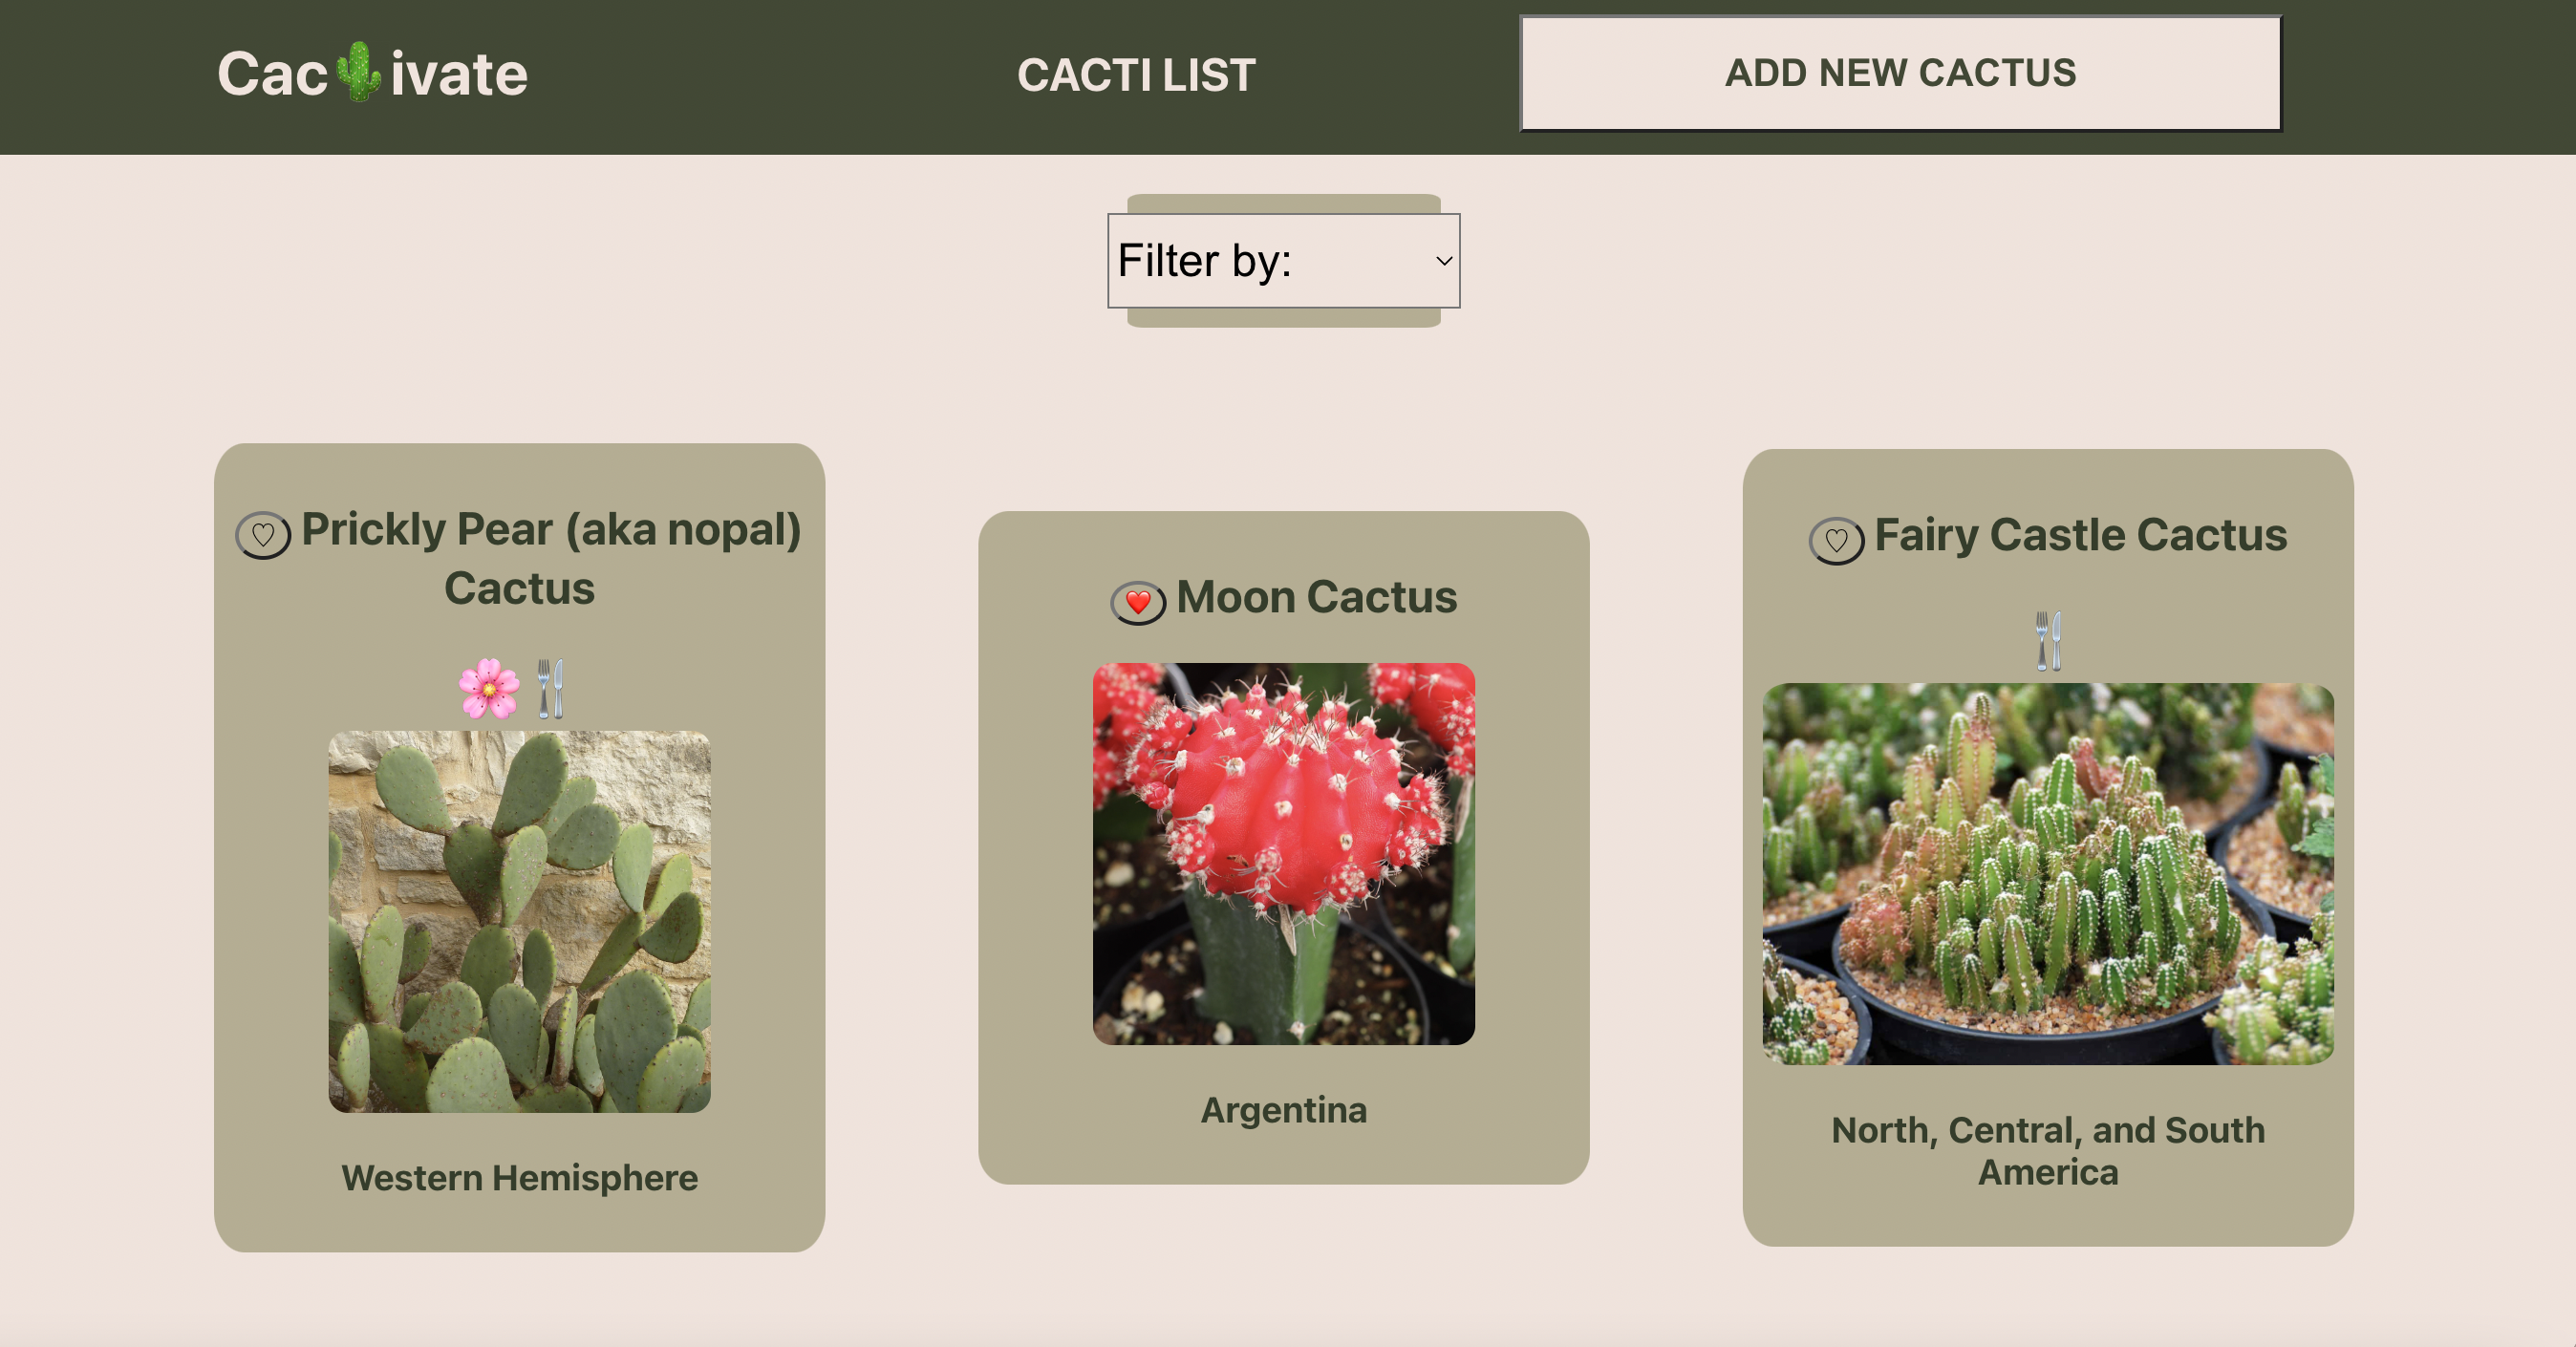 Cac🌵ivate
CACTI LIST
ADD NEW CACTUS
Filter by:
♡ Prickly Pear (aka nopal)
Cactus
🌸🍴
Western Hemisphere
❤️ Moon Cactus
Argentina
♡ Fairy Castle Cactus
🍴
North, Central, and South
America